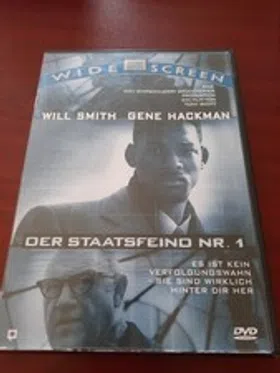 WIDE SCREEN
WILL SMITH GENE HACKMAN
DER STAATSFEIND NR. 1
ES IST KEIN
VERFOLGUNGSWAHN
SIE SIND WIRKLICH
HINTER DIR HER
DVD